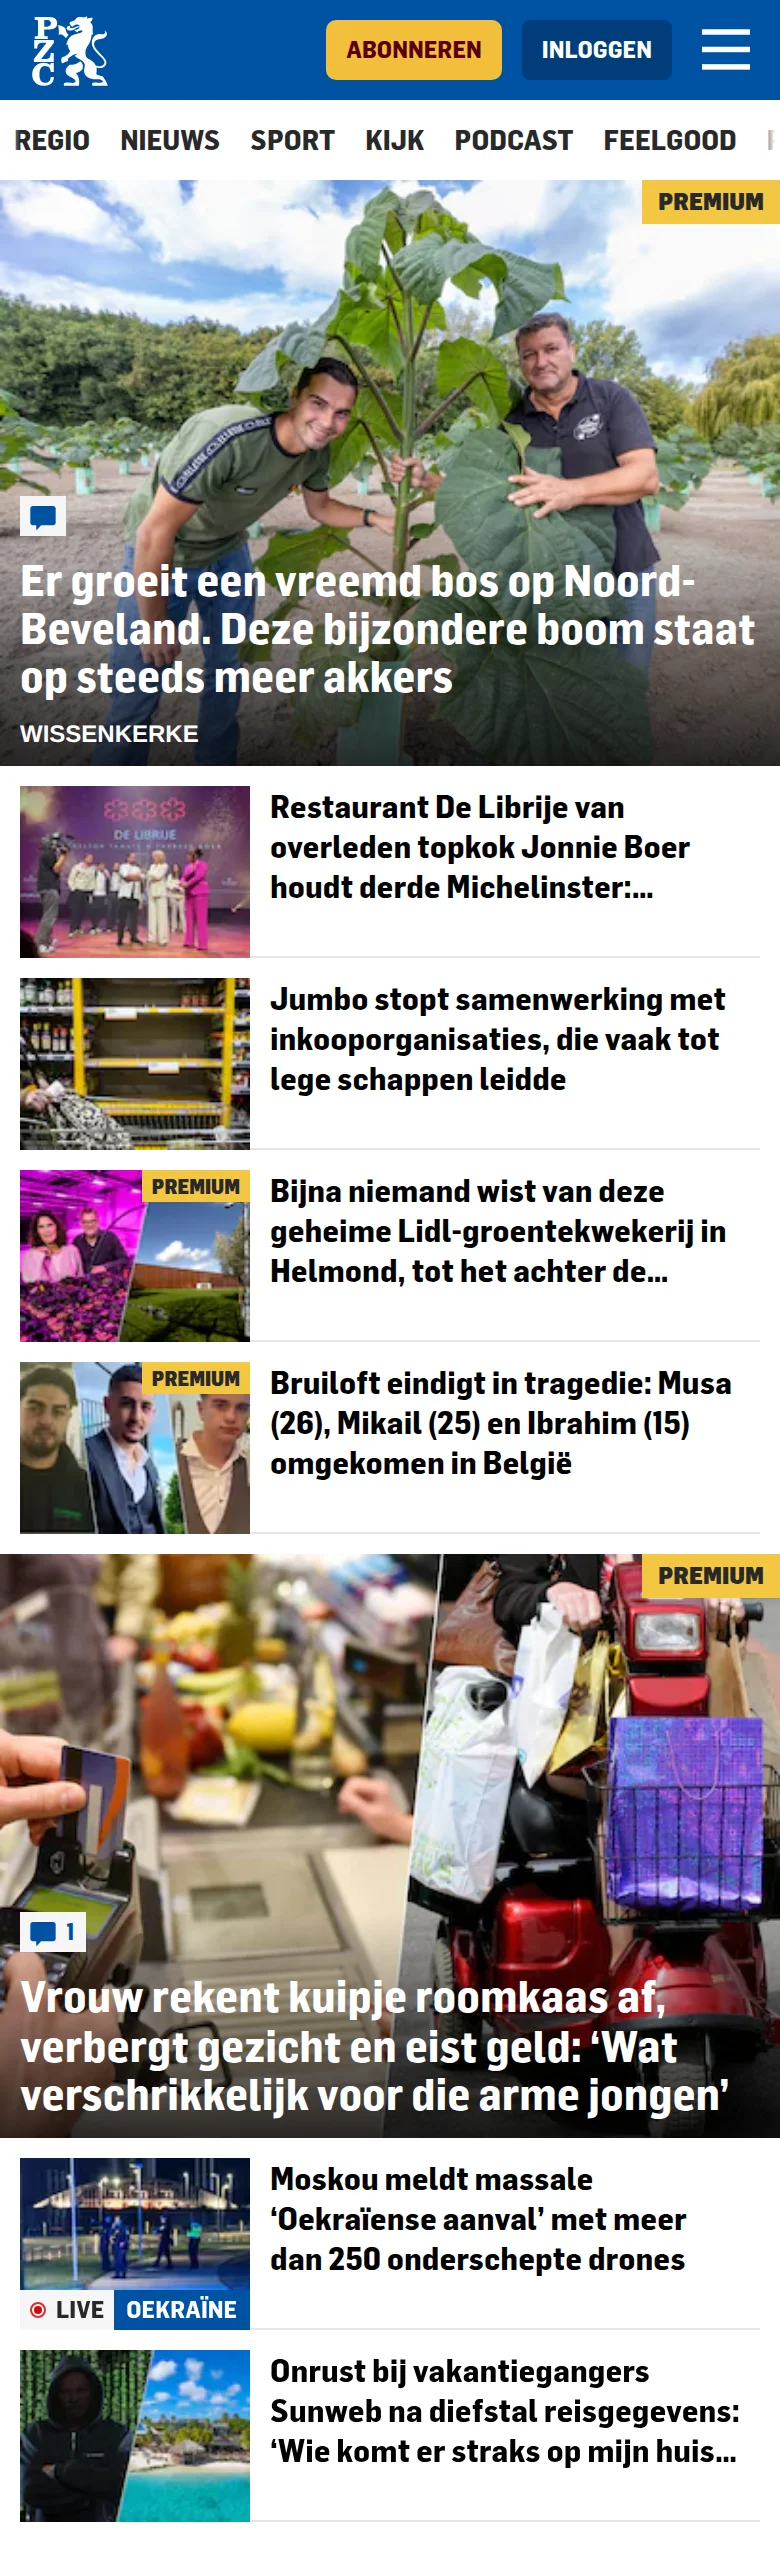 PZC
ABONNEREN
INLOGGEN
REGIO NIEUWS SPORT KIJK PODCAST FEELGOOD
PREMIUM
Er groeit een vreemd bos op Noord-
Beveland. Deze bijzondere boom staat
op steeds meer akkers
WISSENKERKE
DE LIBRIJE
Restaurant De Librije van
overleden topkok Jonnie Boer
houdt derde Michelinster:...
Jumbo stopt samenwerking met
inkooporganisaties, die vaak tot
lege schappen leidde
PREMIUM
Bijna niemand wist van deze
geheime Lidl-groentekwekerij in
Helmond, tot het achter de...
PREMIUM
Bruiloft eindigt in tragedie: Musa
(26), Mikail (25) en Ibrahim (15)
omgekomen in België
PREMIUM
1
Vrouw rekent kuipje roomkaas af,
verbergt gezicht en eist geld: ‘Wat
verschrikkelijk voor die arme jongen’
LIVE OEKRAÏNE
Moskou meldt massale
‘Oekraïense aanval’ met meer
dan 250 onderschepte drones
Onrust bij vakantiegangers
Sunweb na diefstal reisgegevens:
‘Wie komt er straks op mijn huis...